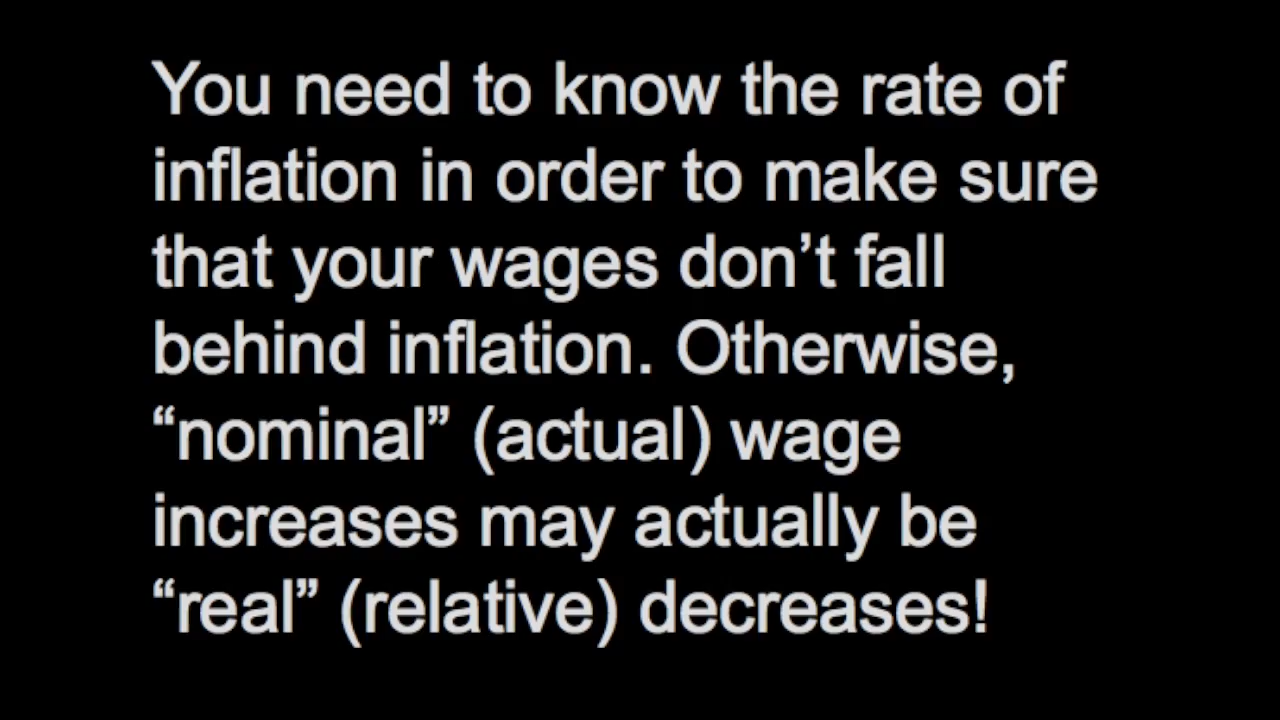 You need to know the rate of
inflation in order to make sure
that your wages don’t fall
behind inflation. Otherwise,
“nominal” (actual) wage
increases may actually be
“real” (relative) decreases!